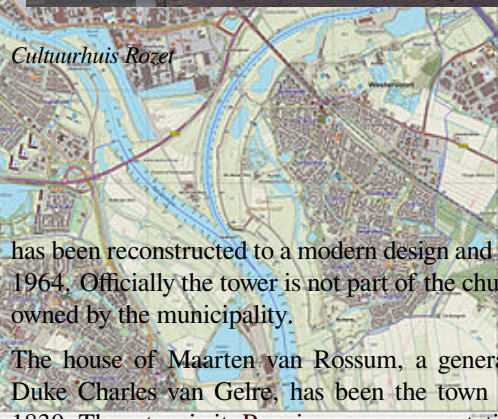 Cultuurhuis Rozet
Westervoort
has been reconstructed to a modern design and
1964. Officially the tower is not part of the chu
owned by the municipality.
The house of Maarten van Rossum, a genera
Duke Charles van Gelre, has been the town